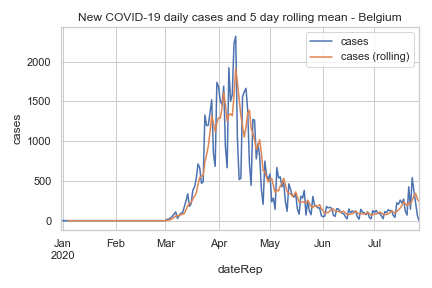 New COVID-19 daily cases and 5 day rolling mean - Belgium
cases
cases (rolling)
2000
1500
1000
500
0
cases
Jan
2020
Feb
Mar
Apr
May
Jun
Jul
dateRep